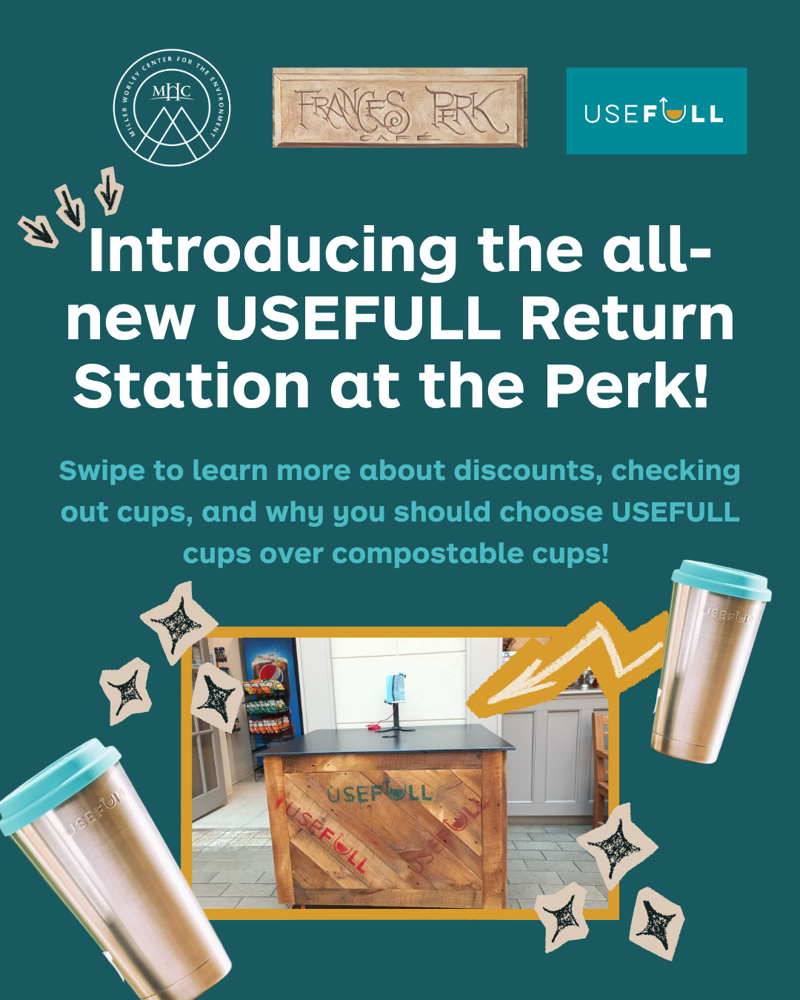 MILLER WORLEY CENTER FOR THE ENVIRONMENT
MHC
FRANCES PERK
CAFÉ
USEFULL
Introducing the all-
new USEFULL Return
Station at the Perk!
Swipe to learn more about discounts, checking
out cups, and why you should choose USEFULL
cups over compostable cups!
USEFULL
USEFULL
USEFULL
USEFULL
USEFULL